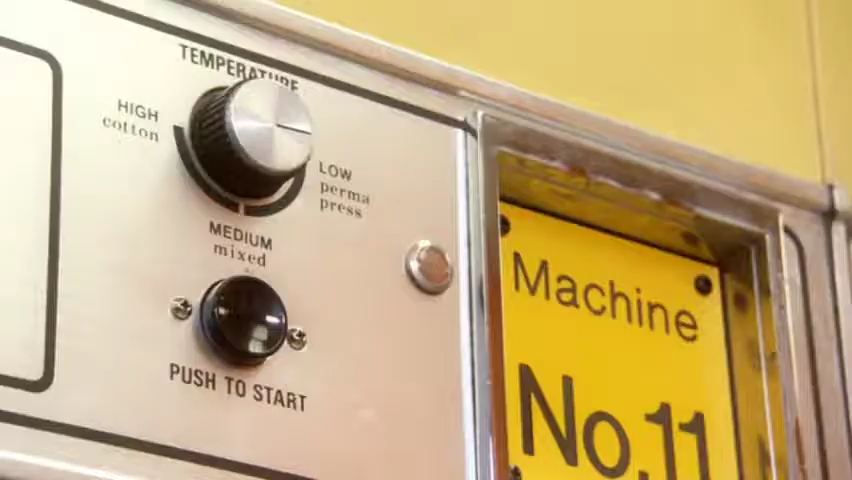 TEMPERATURE
HIGH
cotton
LOW
perma
press
MEDIUM
mixed
PUSH TO START
Machine
No.11